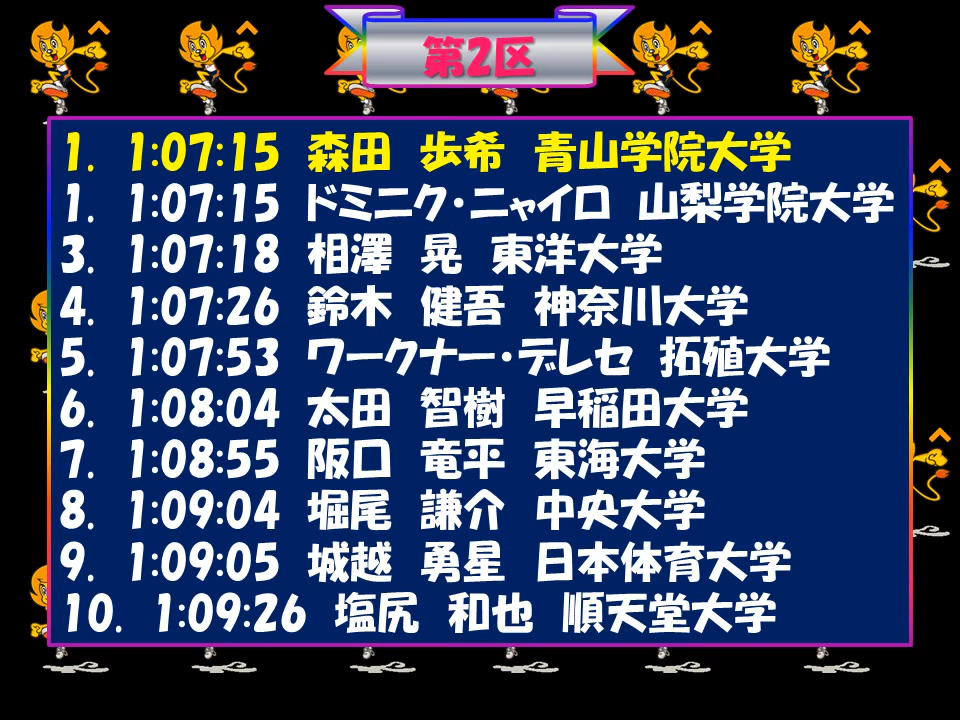 第2区
1. 1:07:15 森田 歩希 青山学院大学
1. 1:07:15 ドミニク・ニャイロ 山梨学院大学
3. 1:07:18 相澤 晃 東洋大学
4. 1:07:26 鈴木 健吾 神奈川大学
5. 1:07:53 ワークナー・デレセ 拓殖大学
6. 1:08:04 太田 智樹 早稲田大学
7. 1:08:55 阪口 竜平 東海大学
8. 1:09:04 堀尾 謙介 中央大学
9. 1:09:05 城越 勇星 日本体育大学
10. 1:09:26 塩尻 和也 順天堂大学